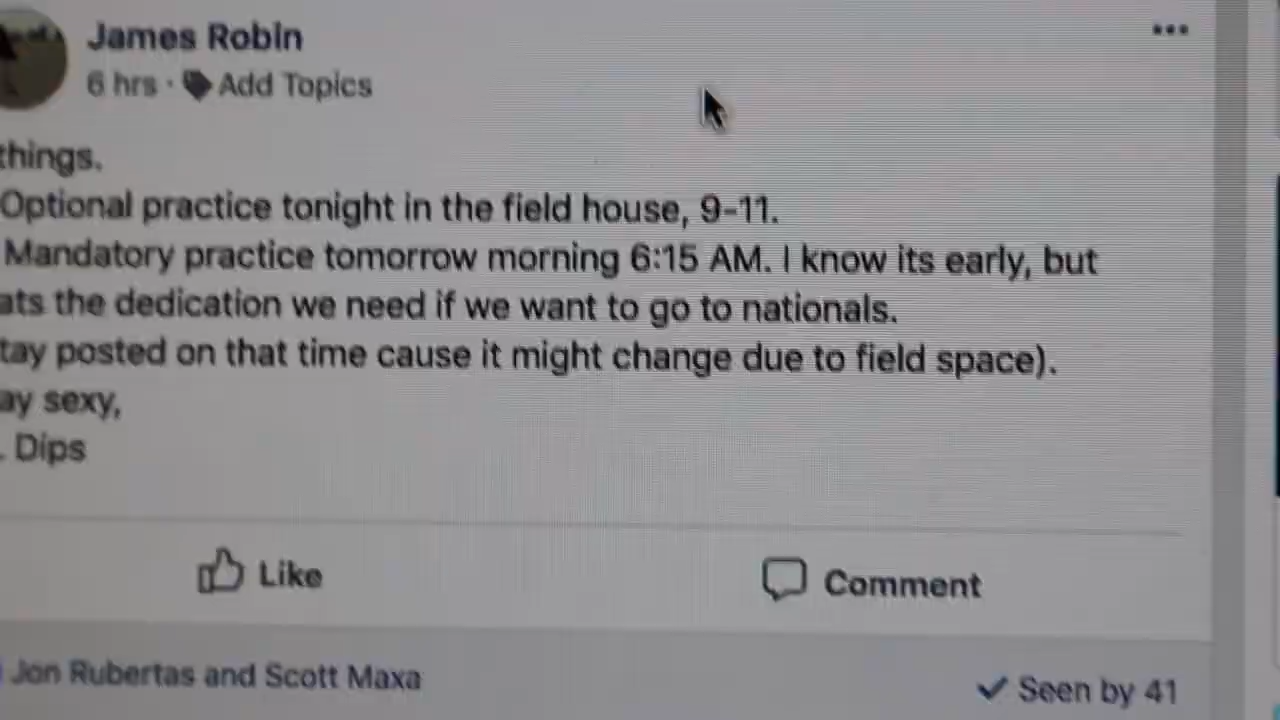 James Robin
6 hrs · Add Topics
things.
Optional practice tonight in the field house, 9-11.
Mandatory practice tomorrow morning 6:15 AM. I know its early, but
ats the dedication we need if we want to go to nationals.
tay posted on that time cause it might change due to field space).
ay sexy,
. Dips
Like
Comment
Jon Rubertas and Scott Maxa
Seen by 41